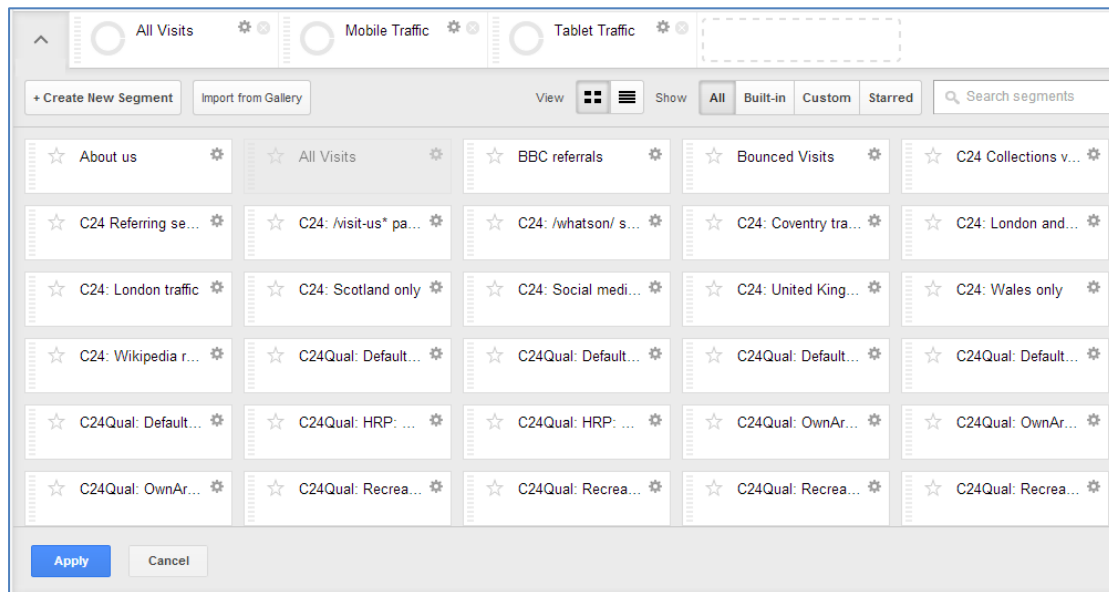 All Visits
Mobile Traffic
Tablet Traffic
+ Create New Segment
Import from Gallery
View
Show
All
Built-in
Custom
Starred
Search segments
About us
All Visits
BBC referrals
Bounced Visits
C24 Collections v...
C24 Referring se...
C24: /visit-us* pa...
C24: /whatson/ s...
C24: Coventry tra...
C24: London and...
C24: London traffic
C24: Scotland only
C24: Social medi...
C24: United King...
C24: Wales only
C24: Wikipedia r...
C24Qual: Default...
C24Qual: Default...
C24Qual: Default...
C24Qual: Default...
C24Qual: Default...
C24Qual: HRP: ...
C24Qual: HRP: ...
C24Qual: OwnAr...
C24Qual: OwnAr...
C24Qual: OwnAr...
C24Qual: Recrea...
C24Qual: Recrea...
C24Qual: Recrea...
C24Qual: Recrea...
Apply
Cancel